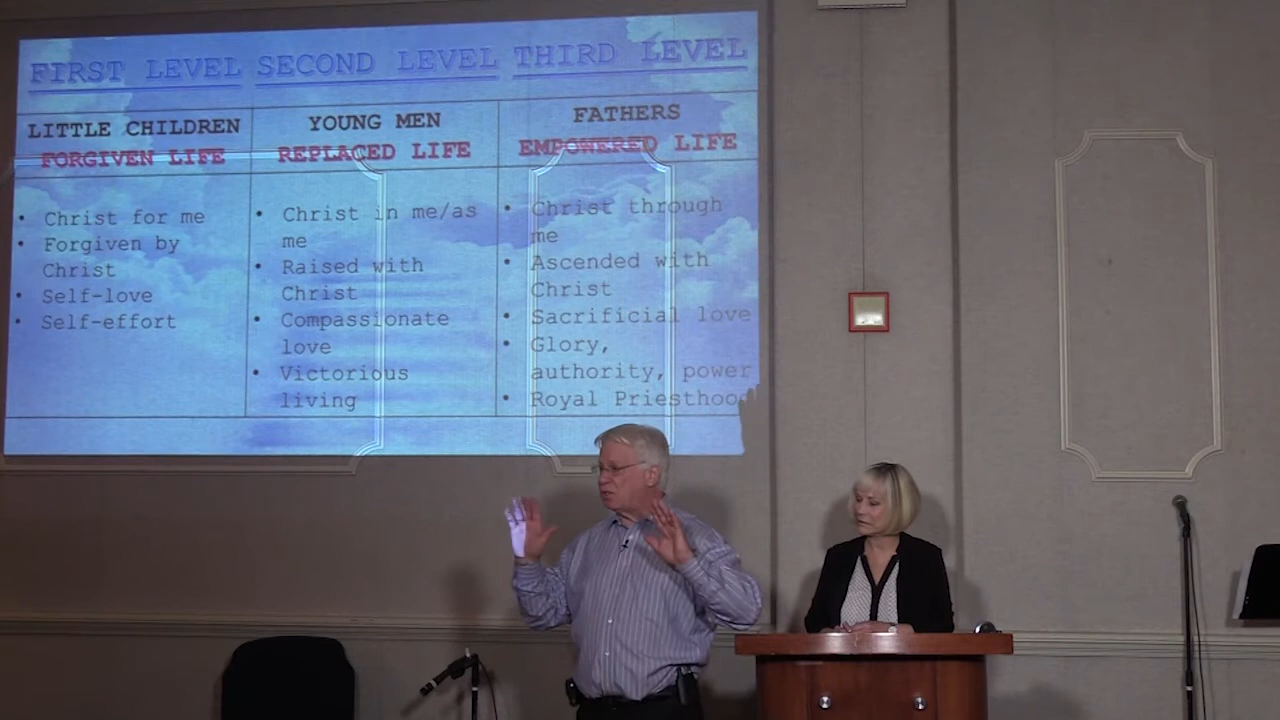 FIRST LEVEL
LITTLE CHILDREN
FORGIVEN LIFE
• Christ for me
• Forgiven by
Christ
• Self-love
• Self-effort
SECOND LEVEL
YOUNG MEN
REPLACED LIFE
• Christ in me/as
me
• Raised with
Christ
• Compassionate
love
• Victorious
living
THIRD LEVEL
FATHERS
EMPOWERED LIFE
• Christ through
me
• Ascended with
Christ
• Sacrificial love
• Glory,
authority, power
• Royal Priesthood